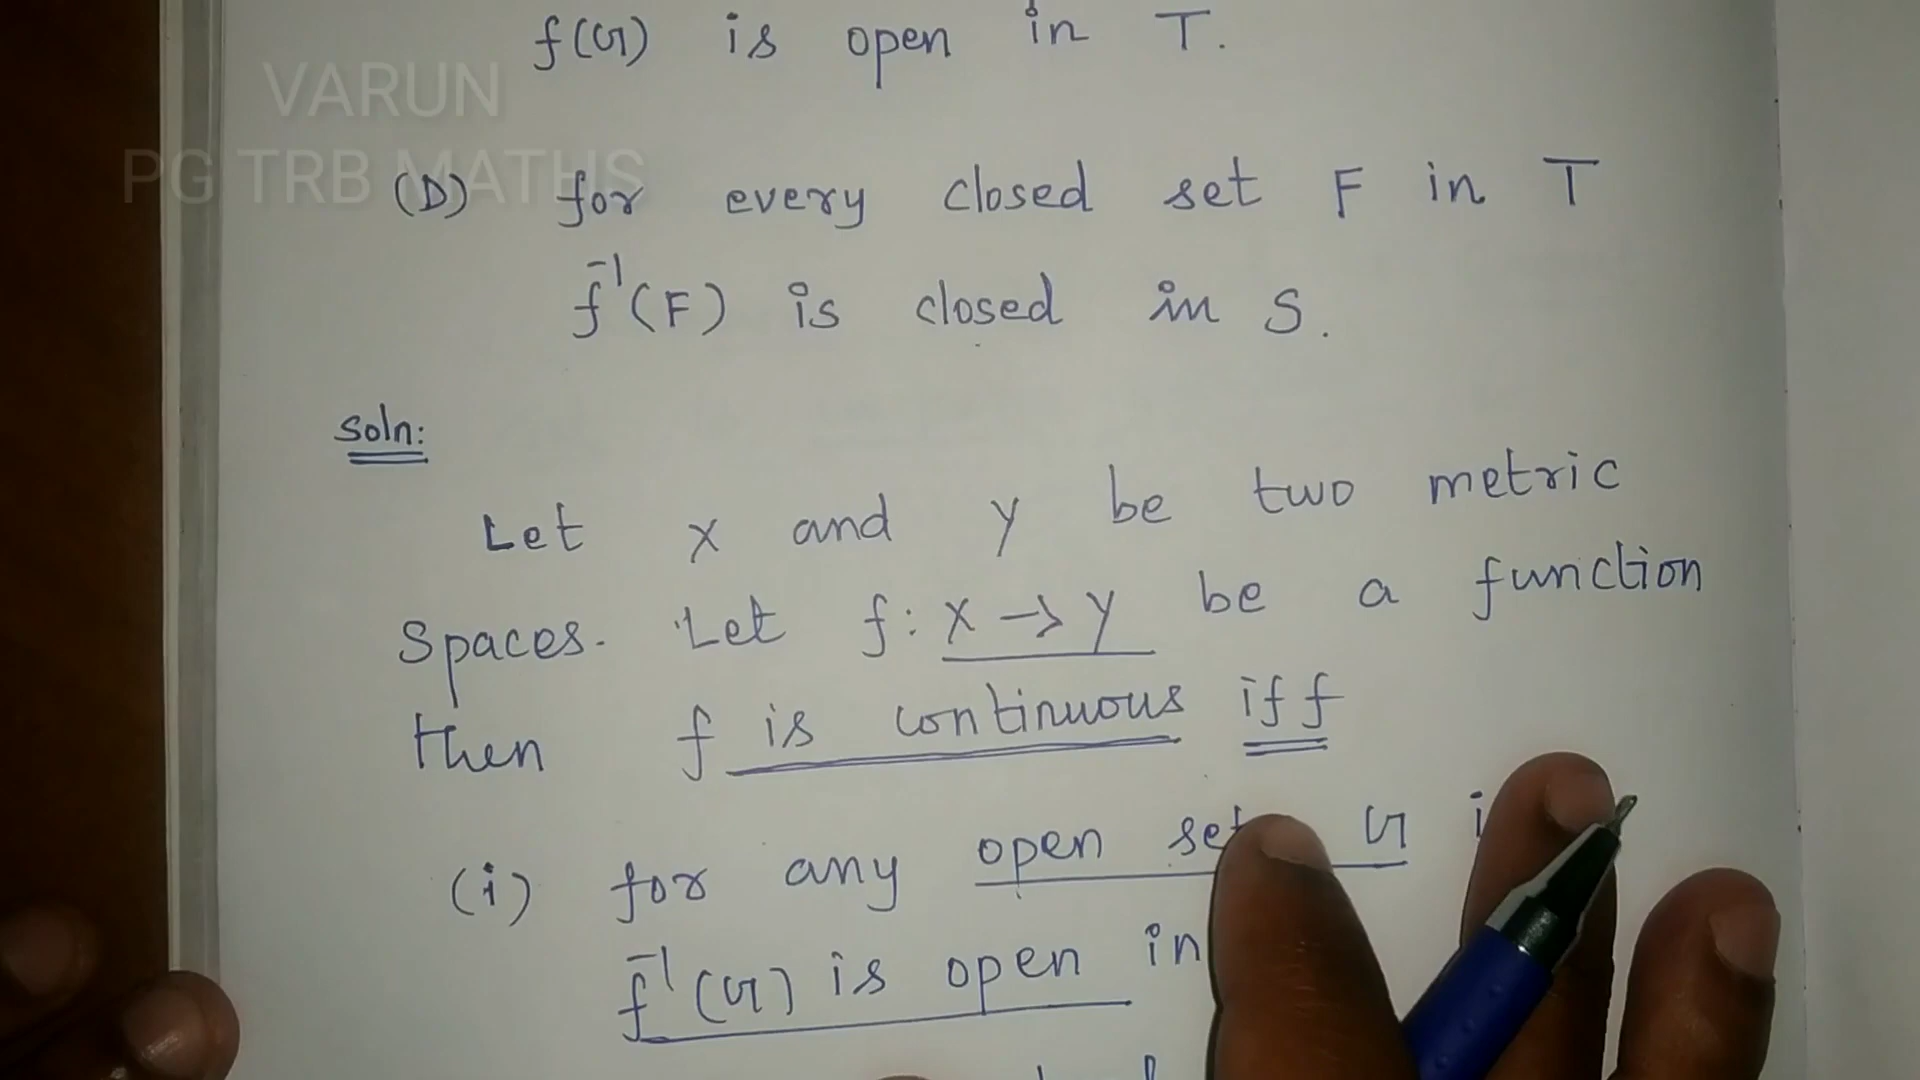 f(G) is open in T.
VARUN
PG TRB MATHS
(D) for every closed set F in T
f⁻¹(F) is closed in S.
Soln:
Let X and Y be two metric
Spaces. Let f: X → Y be a function
then f is continuous iff
(i) for any open set G
f⁻¹(G) is open in